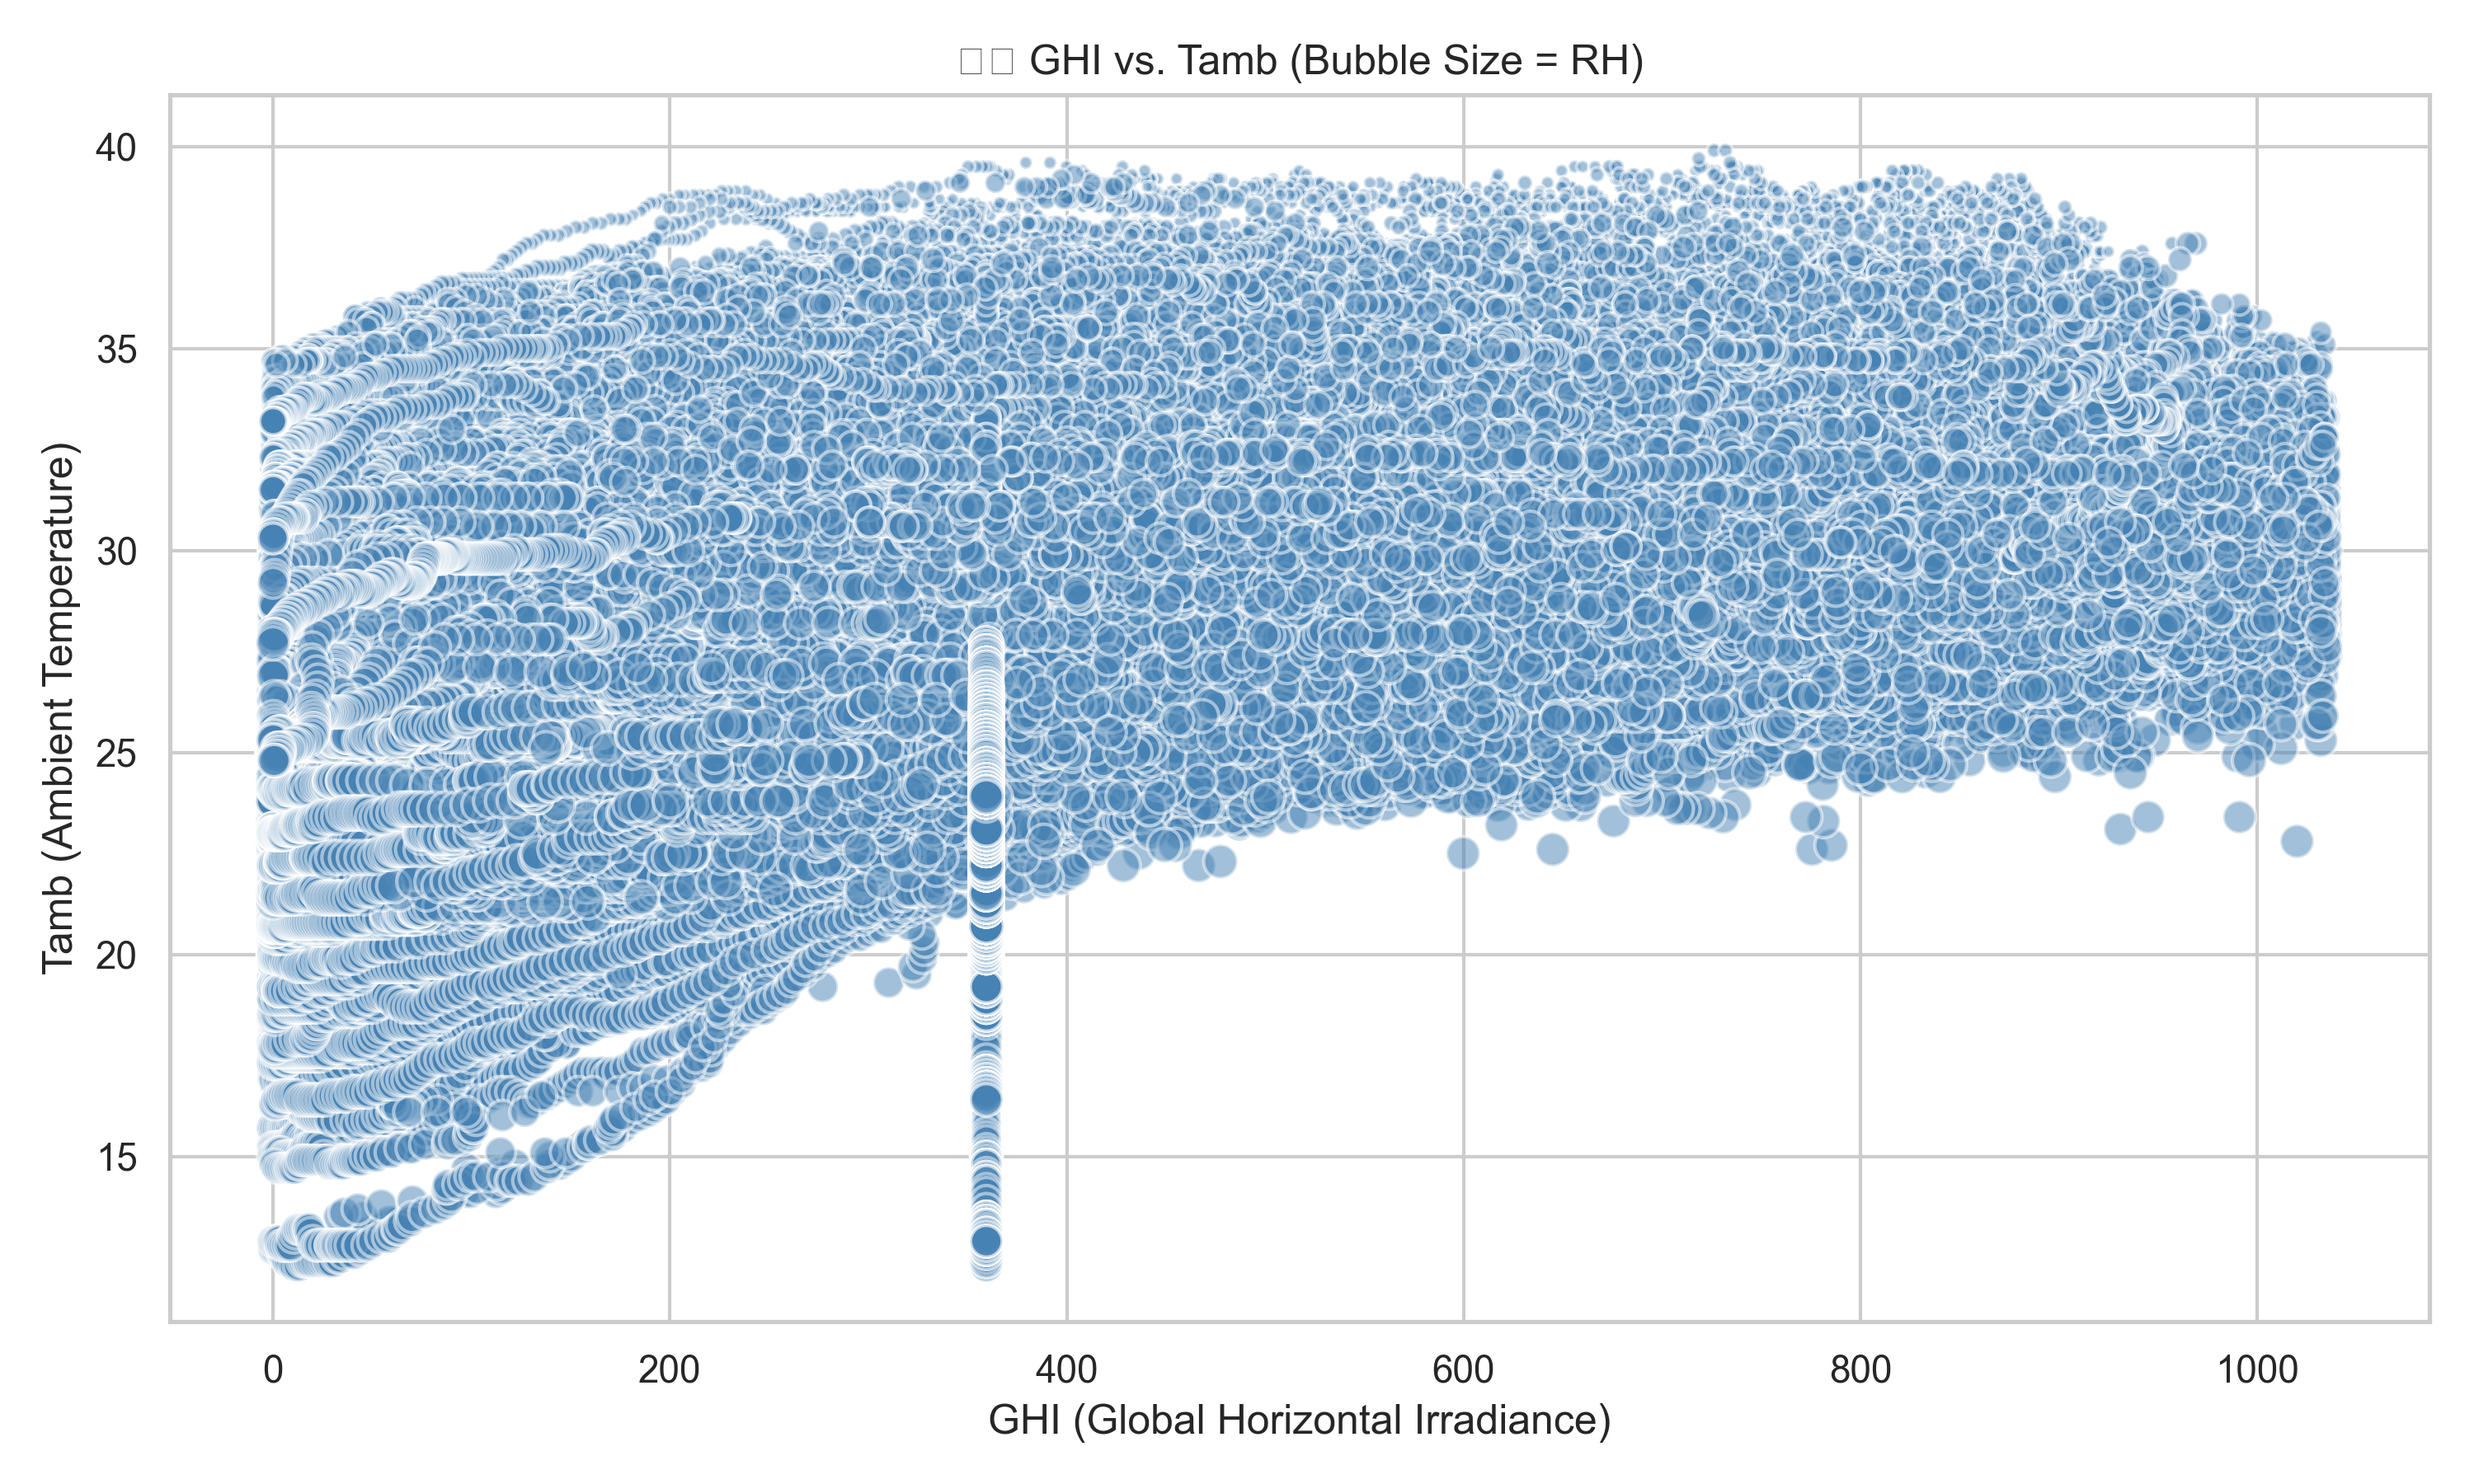 GHI vs. Tamb (Bubble Size = RH)
Tamb (Ambient Temperature)
40
35
30
25
20
15
0 200 400 600 800 1000
GHI (Global Horizontal Irradiance)